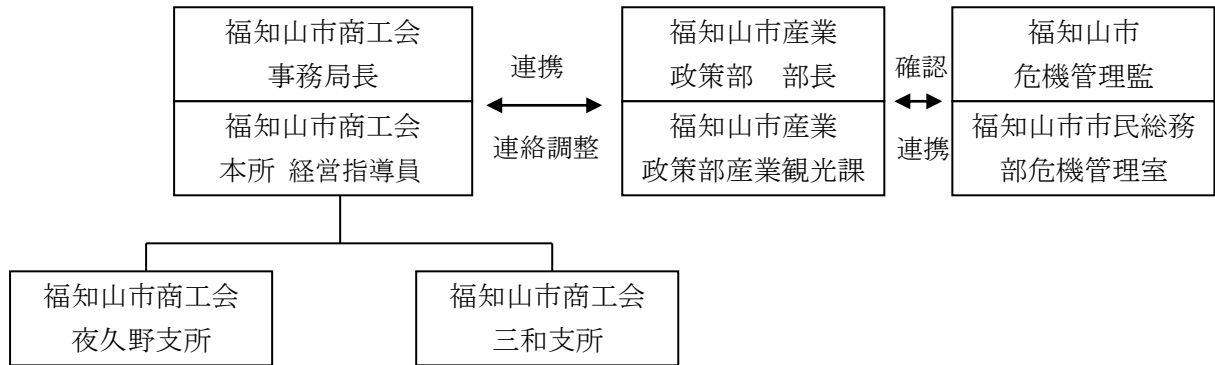 福知山市商工会
事務局長
福知山市商工会
本所 経営指導員
連携
連絡調整
福知山市産業
政策部　部長
福知山市産業
政策部産業観光課
確認
連携
福知山市
危機管理監
福知山市市民総務
部危機管理室
福知山市商工会
夜久野支所
福知山市商工会
三和支所